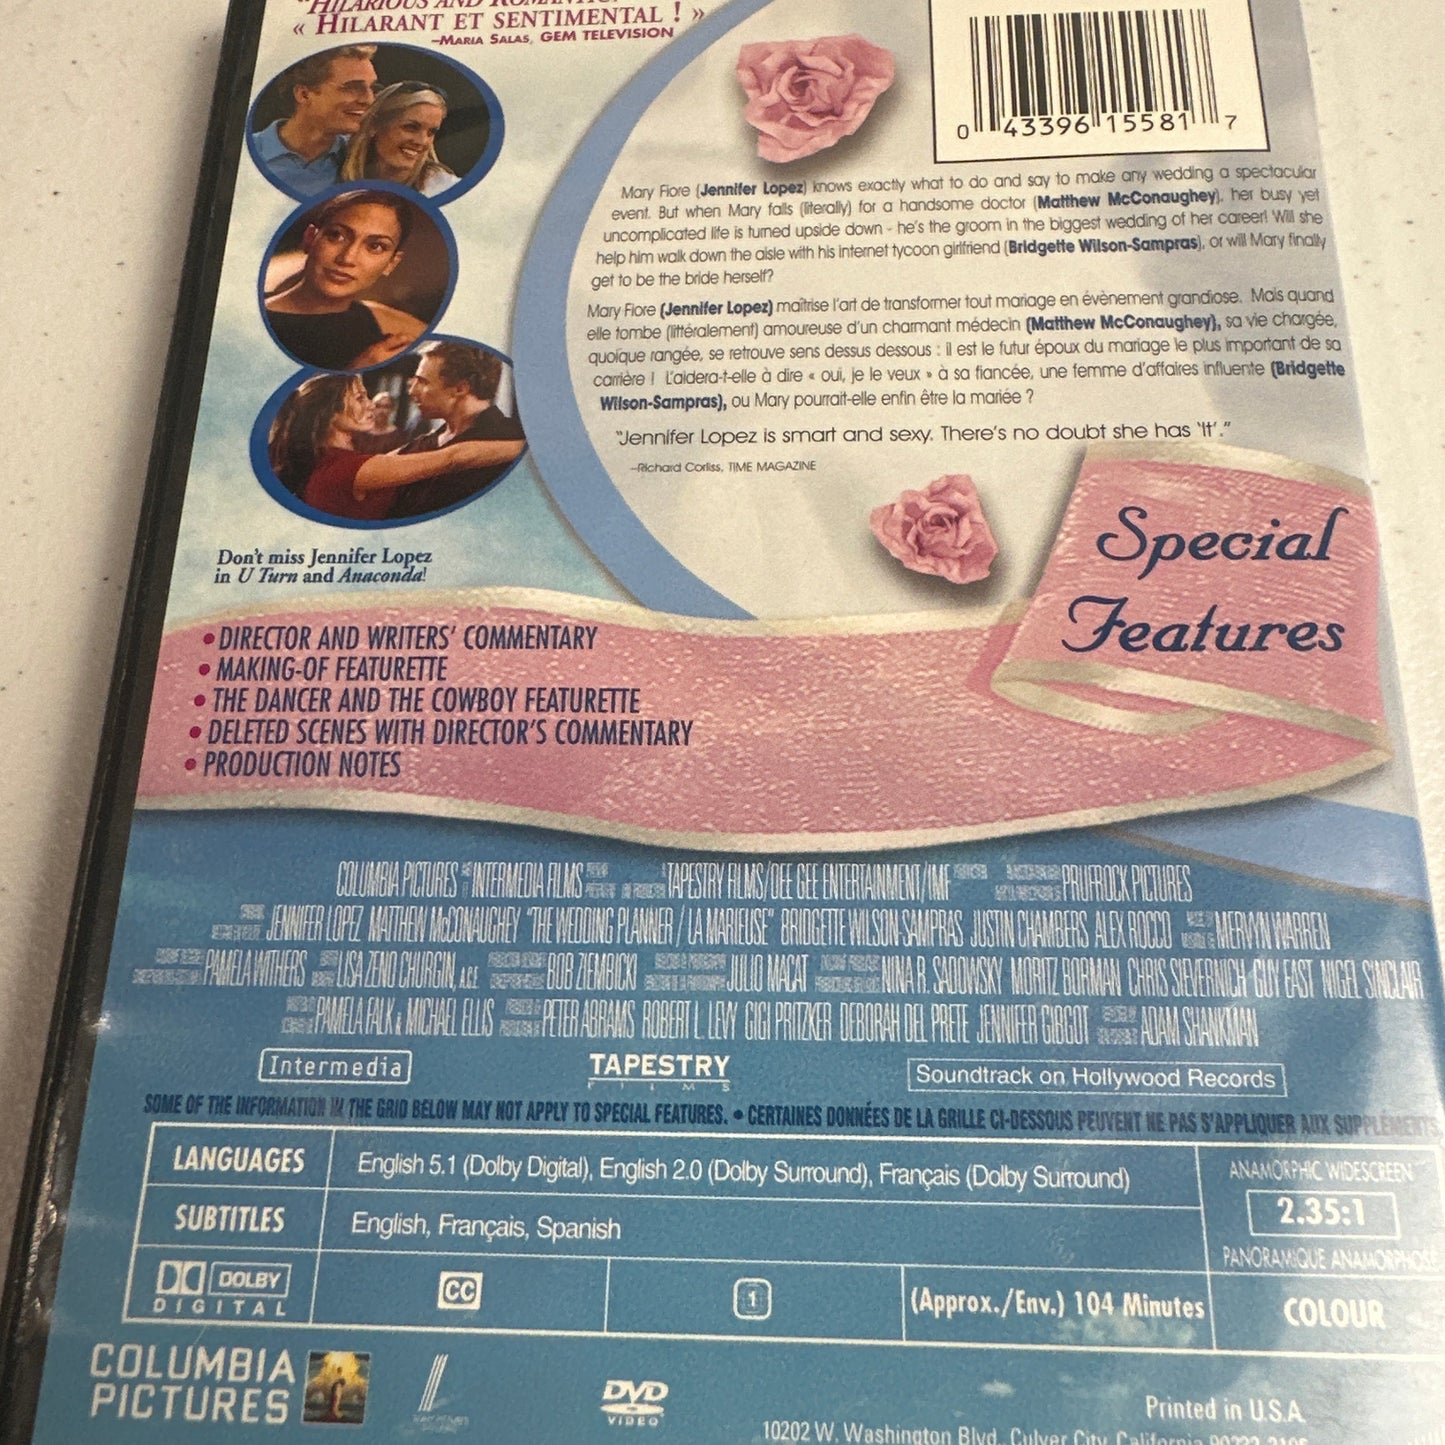 "HILARIOUS AND
« HILARANT ET SENTIMENTAL ! »
–MARIA SALAS, GEM TELEVISION
0 43396 15581 7
Mary Fiore (Jennifer Lopez) knows exactly what to do and say to make any wedding a spectacular
event. But when Mary falls (literally) for a handsome doctor (Matthew McConaughey), her busy yet
uncomplicated life is turned upside down - he's the groom in the biggest wedding of her career! Will she
help him walk down the aisle with his internet tycoon girlfriend (Bridgette Wilson-Sampras), or will Mary finally
get to be the bride herself?
Mary Fiore (Jennifer Lopez) maîtrise l'art de transformer tout mariage en évènement grandiose. Mais quand
elle tombe (littéralement) amoureuse d'un charmant médecin (Matthew McConaughey), sa vie chargée,
quoique rangée, se retrouve sens dessus dessous : il est le futur époux du mariage le plus important de sa
carrière ! L'aidera-t-elle à dire « oui, je le veux » à sa fiancée, une femme d'affaires influente (Bridgette
Wilson-Sampras), ou Mary pourrait-elle enfin être la mariée ?
"Jennifer Lopez is smart and sexy. There's no doubt she has 'It'."
–Richard Corliss, TIME MAGAZINE
Don't miss Jennifer Lopez
in U Turn and Anaconda!
Special
Features
• DIRECTOR AND WRITERS' COMMENTARY
• MAKING-OF FEATURETTE
• THE DANCER AND THE COWBOY FEATURETTE
• DELETED SCENES WITH DIRECTOR'S COMMENTARY
• PRODUCTION NOTES
COLUMBIA PICTURES INTERMEDIA FILMS TAPESTRY FILMS/DEE GEE ENTERTAINMENT/IMF PRUFROCK PICTURES
JENNIFER LOPEZ MATTHEW McCONAUGHEY "THE WEDDING PLANNER / LA MARIEUSE" BRIDGETTE WILSON-SAMPRAS JUSTIN CHAMBERS ALEX ROCCO MERVYN WARREN
PAMELA WITHERS LISA ZENO CHURGIN, A.C.E. BOB ZIEMBICKI JULIO MACAT NINA R. SADOWSKY MORITZ BORMAN CHRIS SIEVERNICH GUY EAST NIGEL SINCLAIR
PAMELA FALK & MICHAEL ELLIS PETER ABRAMS ROBERT L. LEVY GIGI PRITZKER DEBORAH DEL PRETE JENNIFER GIBGOT ADAM SHANKMAN
Intermedia
TAPESTRY
FILMS
Soundtrack on Hollywood Records
SOME OF THE INFORMATION IN THE GRID BELOW MAY NOT APPLY TO SPECIAL FEATURES. • CERTAINES DONNÉES DE LA GRILLE CI-DESSOUS PEUVENT NE PAS S'APPLIQUER AUX SUPPLÉMENTS.
LANGUAGES English 5.1 (Dolby Digital), English 2.0 (Dolby Surround), Français (Dolby Surround)
SUBTITLES English, Français, Spanish
ANAMORPHIC WIDESCREEN
2.35:1
PANORAMIQUE ANAMORPHOSÉ
DOLBY
DIGITAL
CC
1
(Approx./Env.) 104 Minutes
COLOUR
COLUMBIA
PICTURES
DVD
VIDEO
Printed in U.S.A.
10202 W. Washington Blvd., Culver City, California